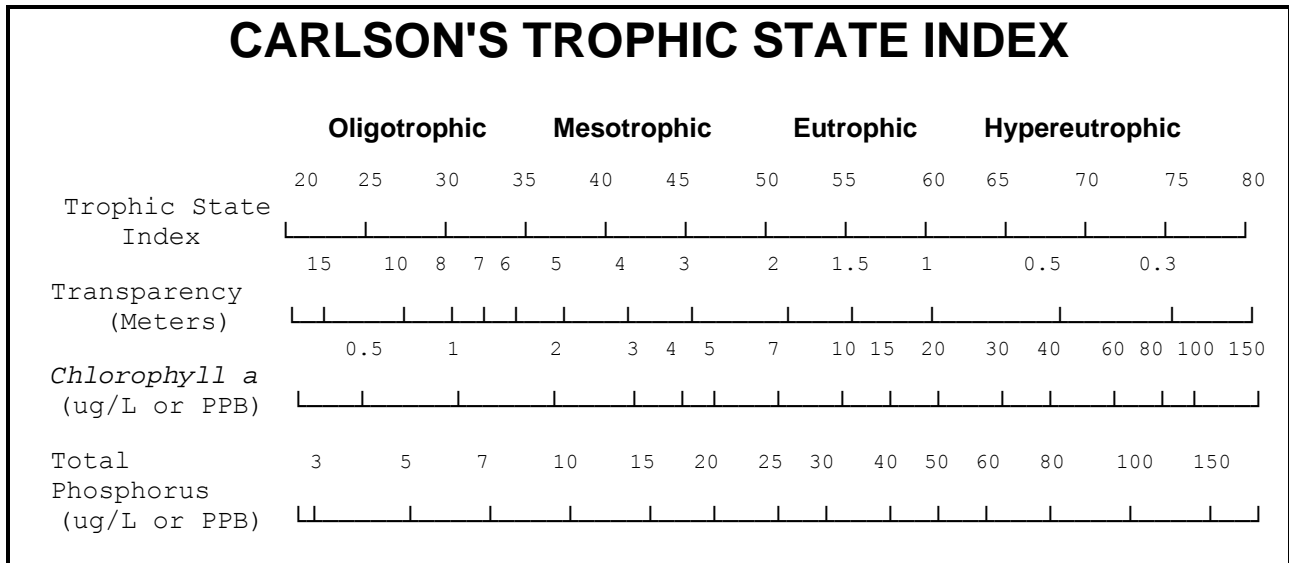 CARLSON'S TROPHIC STATE INDEX
Oligotrophic Mesotrophic Eutrophic Hypereutrophic
20 25 30 35 40 45 50 55 60 65 70 75 80
Trophic State
Index
15 10 8 7 6 5 4 3 2 1.5 1 0.5 0.3
Transparency
(Meters)
0.5 1 2 3 4 5 7 10 15 20 30 40 60 80 100 150
Chlorophyll a
(ug/L or PPB)
Total
3 5 7 10 15 20 25 30 40 50 60 80 100 150
Phosphorus
(ug/L or PPB)